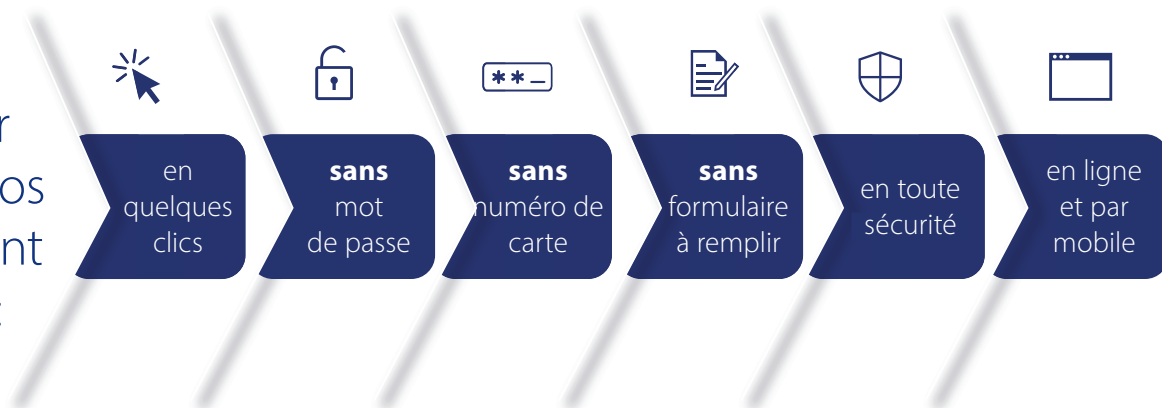 en
quelques
clics
sans
mot
de passe
**_
sans
numéro de
carte
sans
formulaire
à remplir
en toute
sécurité
en ligne
et par
mobile